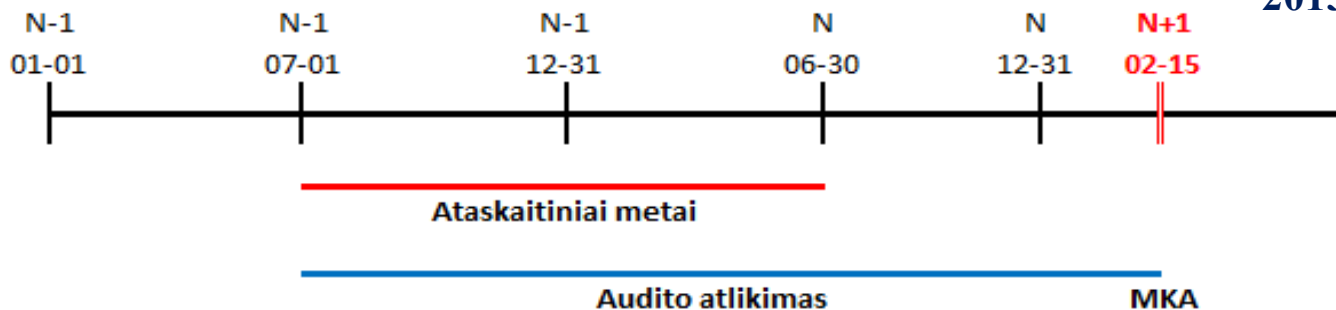 N-1 N-1 N-1 N N N+1
01-01 07-01 12-31 06-30 12-31 02-15
Ataskaitiniai metai
Audito atlikimas MKA